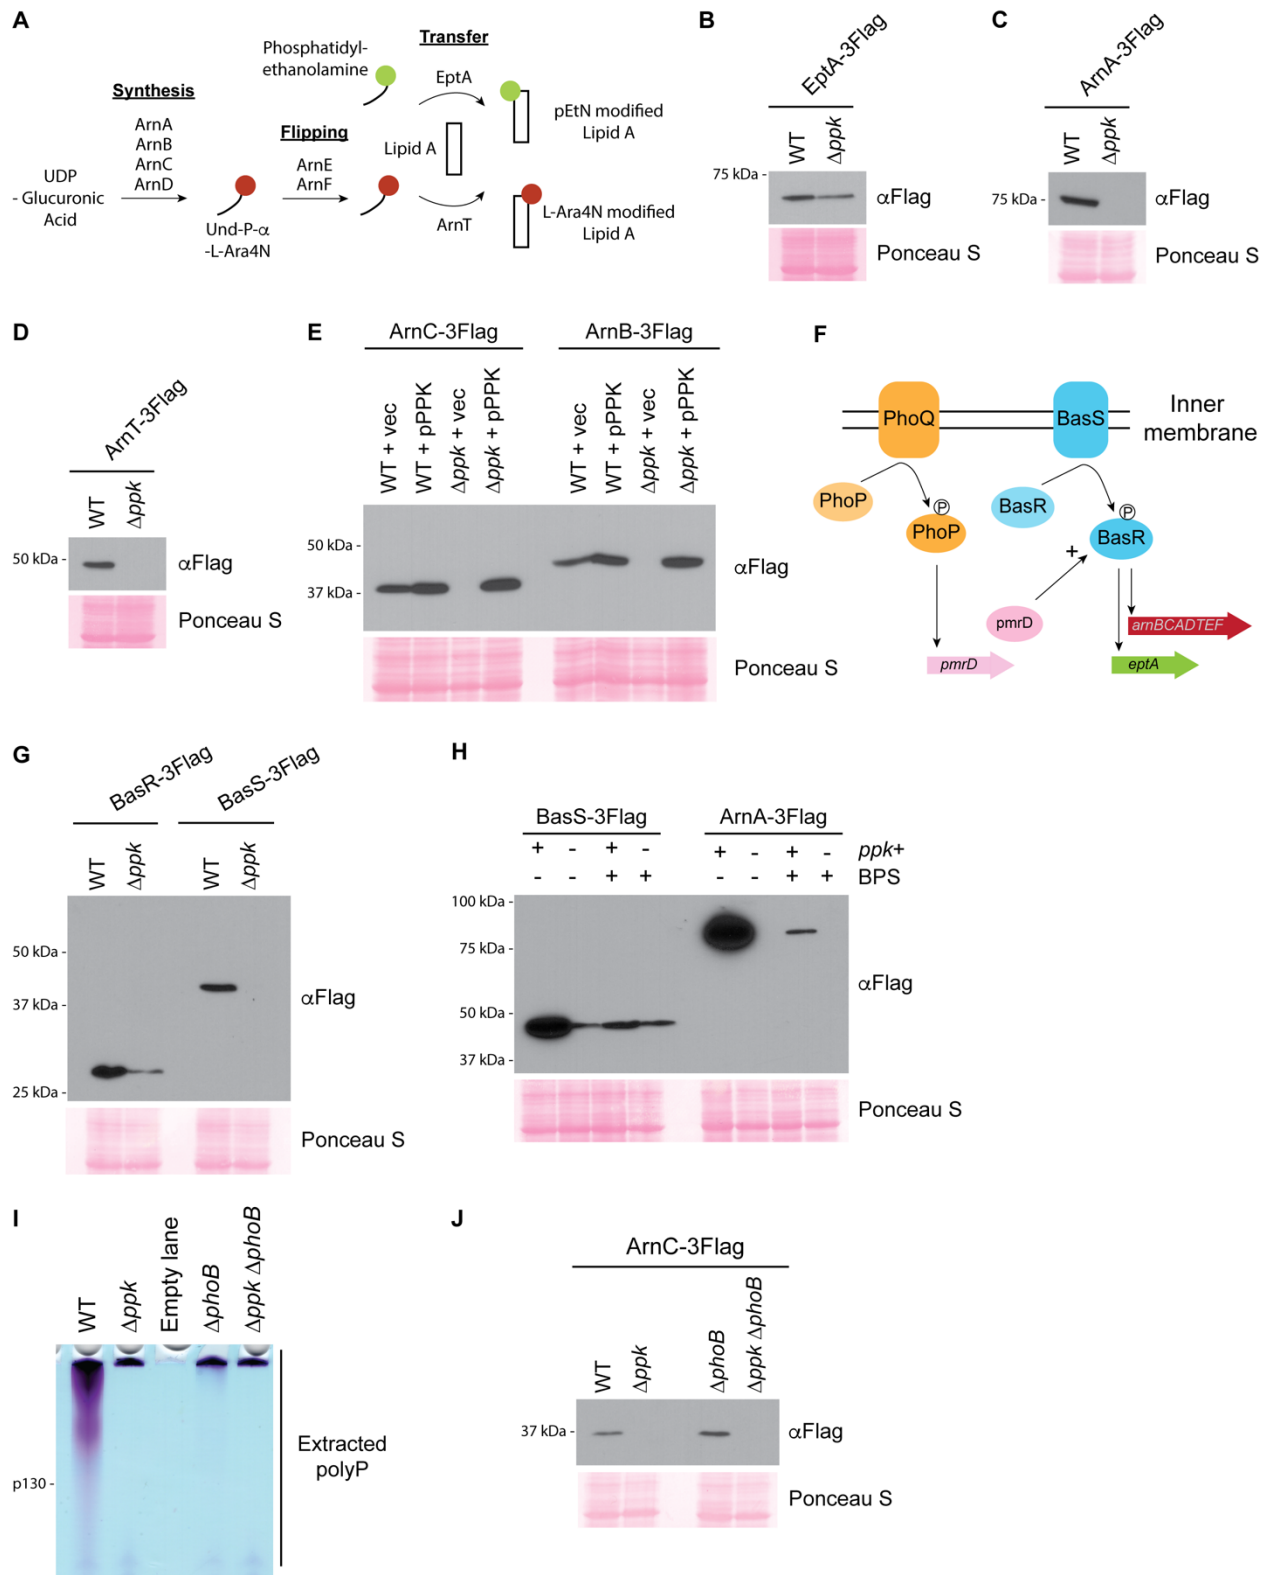 A
Phosphatidyl-
ethanolamine
Transfer
EptA
Synthesis
ArnA
ArnB
ArnC
ArnD
Flipping
ArnE
ArnF
Lipid A
pEtN modified
Lipid A
UDP
- Glucuronic
Acid
Und-P-α
-L-Ara4N
ArnT
L-Ara4N modified
Lipid A
B
EptA-3Flag
WT
Δppk
75 kDa -
αFlag
Ponceau S
C
ArnA-3Flag
WT
Δppk
75 kDa -
αFlag
Ponceau S
D
ArnT-3Flag
WT
Δppk
50 kDa -
αFlag
Ponceau S
E
ArnC-3Flag
ArnB-3Flag
WT + vec
WT + pPPK
Δppk + vec
Δppk + pPPK
WT + vec
WT + pPPK
Δppk + vec
Δppk + pPPK
50 kDa -
37 kDa -
αFlag
Ponceau S
F
PhoQ
BasS
Inner
membrane
PhoP
BasR
P
PhoP
P
BasR
+
pmrD
arnBCADTEF
pmrD
eptA
G
BasR-3Flag
BasS-3Flag
WT
Δppk
WT
Δppk
50 kDa -
37 kDa -
25 kDa -
αFlag
Ponceau S
H
BasS-3Flag
ArnA-3Flag
+ - + - + - + - ppk+
- - + + - - + + BPS
100 kDa -
75 kDa -
50 kDa -
37 kDa -
αFlag
Ponceau S
I
WT
Δppk
Empty lane
ΔphoB
Δppk ΔphoB
p130 -
Extracted
polyP
J
ArnC-3Flag
WT
Δppk
ΔphoB
Δppk ΔphoB
37 kDa -
αFlag
Ponceau S